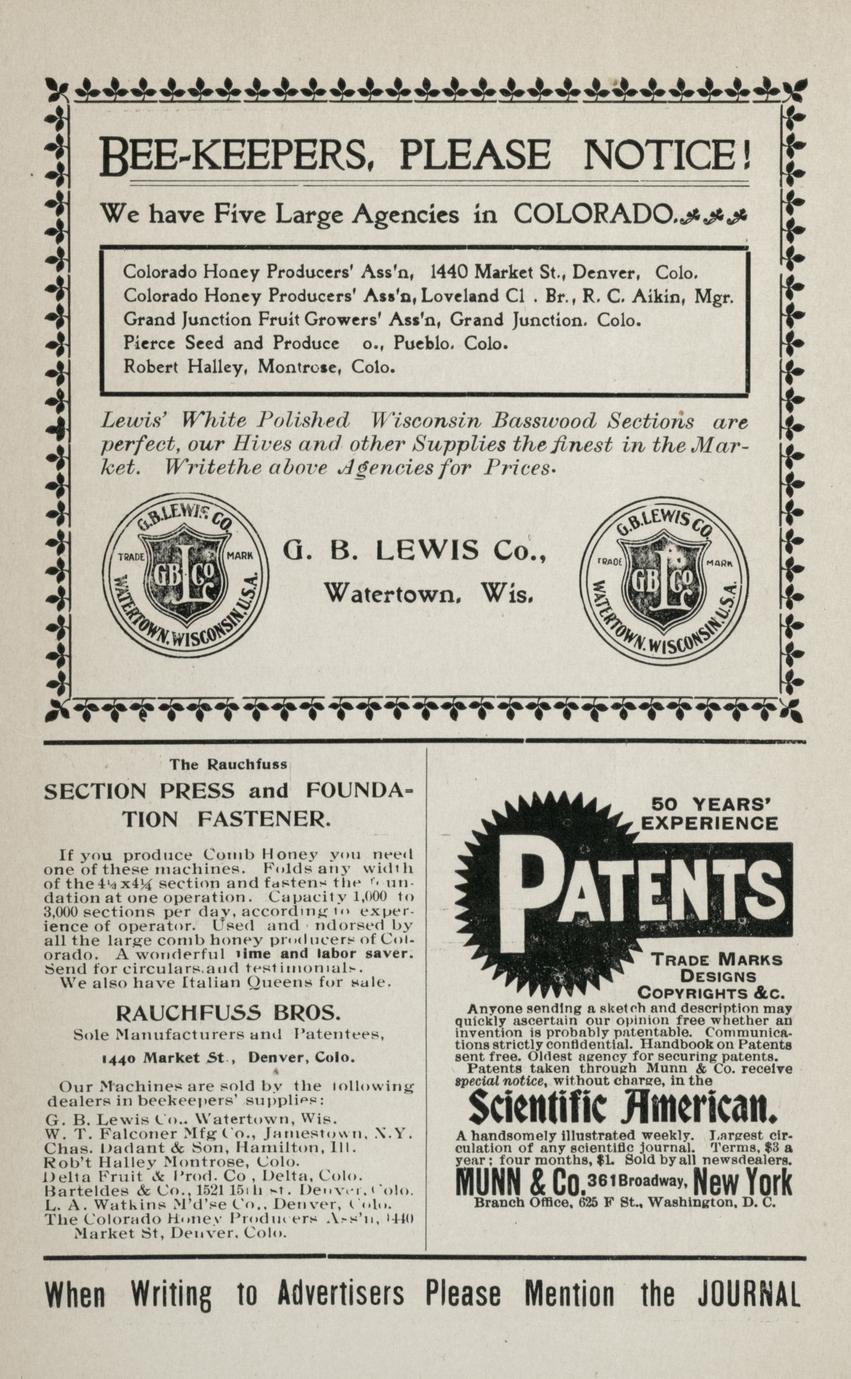 BEE-KEEPERS, PLEASE NOTICE!
We have Five Large Agencies in COLORADO.
Colorado Honey Producers' Ass'n, 1440 Market St., Denver, Colo.
Colorado Honey Producers' Ass'n, Loveland Cl . Br., R. C. Aikin, Mgr.
Grand Junction Fruit Growers' Ass'n, Grand Junction. Colo.
Pierce Seed and Produce o., Pueblo. Colo.
Robert Halley, Montrose, Colo.
Lewis' White Polished Wisconsin Basswood Sections are
perfect, our Hives and other Supplies the finest in the Mar-
ket. Writethe above Agencies for Prices.
G.B. LEWIS CO.
TRADE MARK
GB L Co
WATERTOWN, WISCONSIN U.S.A.
G. B. LEWIS Co.,
Watertown. Wis.
G.B. LEWIS CO.
TRADE MARK
GB L Co
WATERTOWN. WISCONSIN. U.S.A.
The Rauchfuss
SECTION PRESS and FOUNDA-
TION FASTENER.
If you produce Comb Honey you need
one of these machines. Folds any width
of the 4¼x4¼ section and fastens the f un-
dation at one operation. Capacity 1,000 to
3,000 sections per day, according to exper-
ience of operator. Used and ndorsed by
all the large comb honey producers of Col-
orado. A wonderful time and labor saver.
Send for circulars.and testimonials.
We also have Italian Queens for sale.
RAUCHFUSS BROS.
Sole Manufacturers and Patentees,
1440 Market St., Denver, Colo.
Our Machines are sold by the following
dealers in beekeepers' supplies:
G. B. Lewis Co.. Watertown, Wis.
W. T. Falconer Mfg Co., Jamestown, N.Y.
Chas. Dadant & Son, Hamilton, Ill.
Rob't Halley Montrose, Colo.
Delta Fruit & Prod. Co , Delta, Colo.
Barteldes & Co., 1521 15th st. Denver, Colo.
L. A. Watkins M'd'se Co., Denver, Colo.
The Colorado Honey Producers Ass'n, 1440
Market St, Denver. Colo.
50 YEARS'
EXPERIENCE
PATENTS
TRADE MARKS
DESIGNS
COPYRIGHTS &C.
Anyone sending a sketch and description may
quickly ascertain our opinion free whether an
invention is probably patentable. Communica-
tions strictly confidential. Handbook on Patents
sent free. Oldest agency for securing patents.
Patents taken through Munn & Co. receive
special notice, without charge, in the
Scientific American.
A handsomely illustrated weekly. Largest cir-
culation of any scientific journal. Terms, $3 a
year; four months, $1. Sold by all newsdealers.
MUNN & Co. 361 Broadway, New York
Branch Office, 625 F St., Washington, D. C.
When Writing to Advertisers Please Mention the JOURNAL